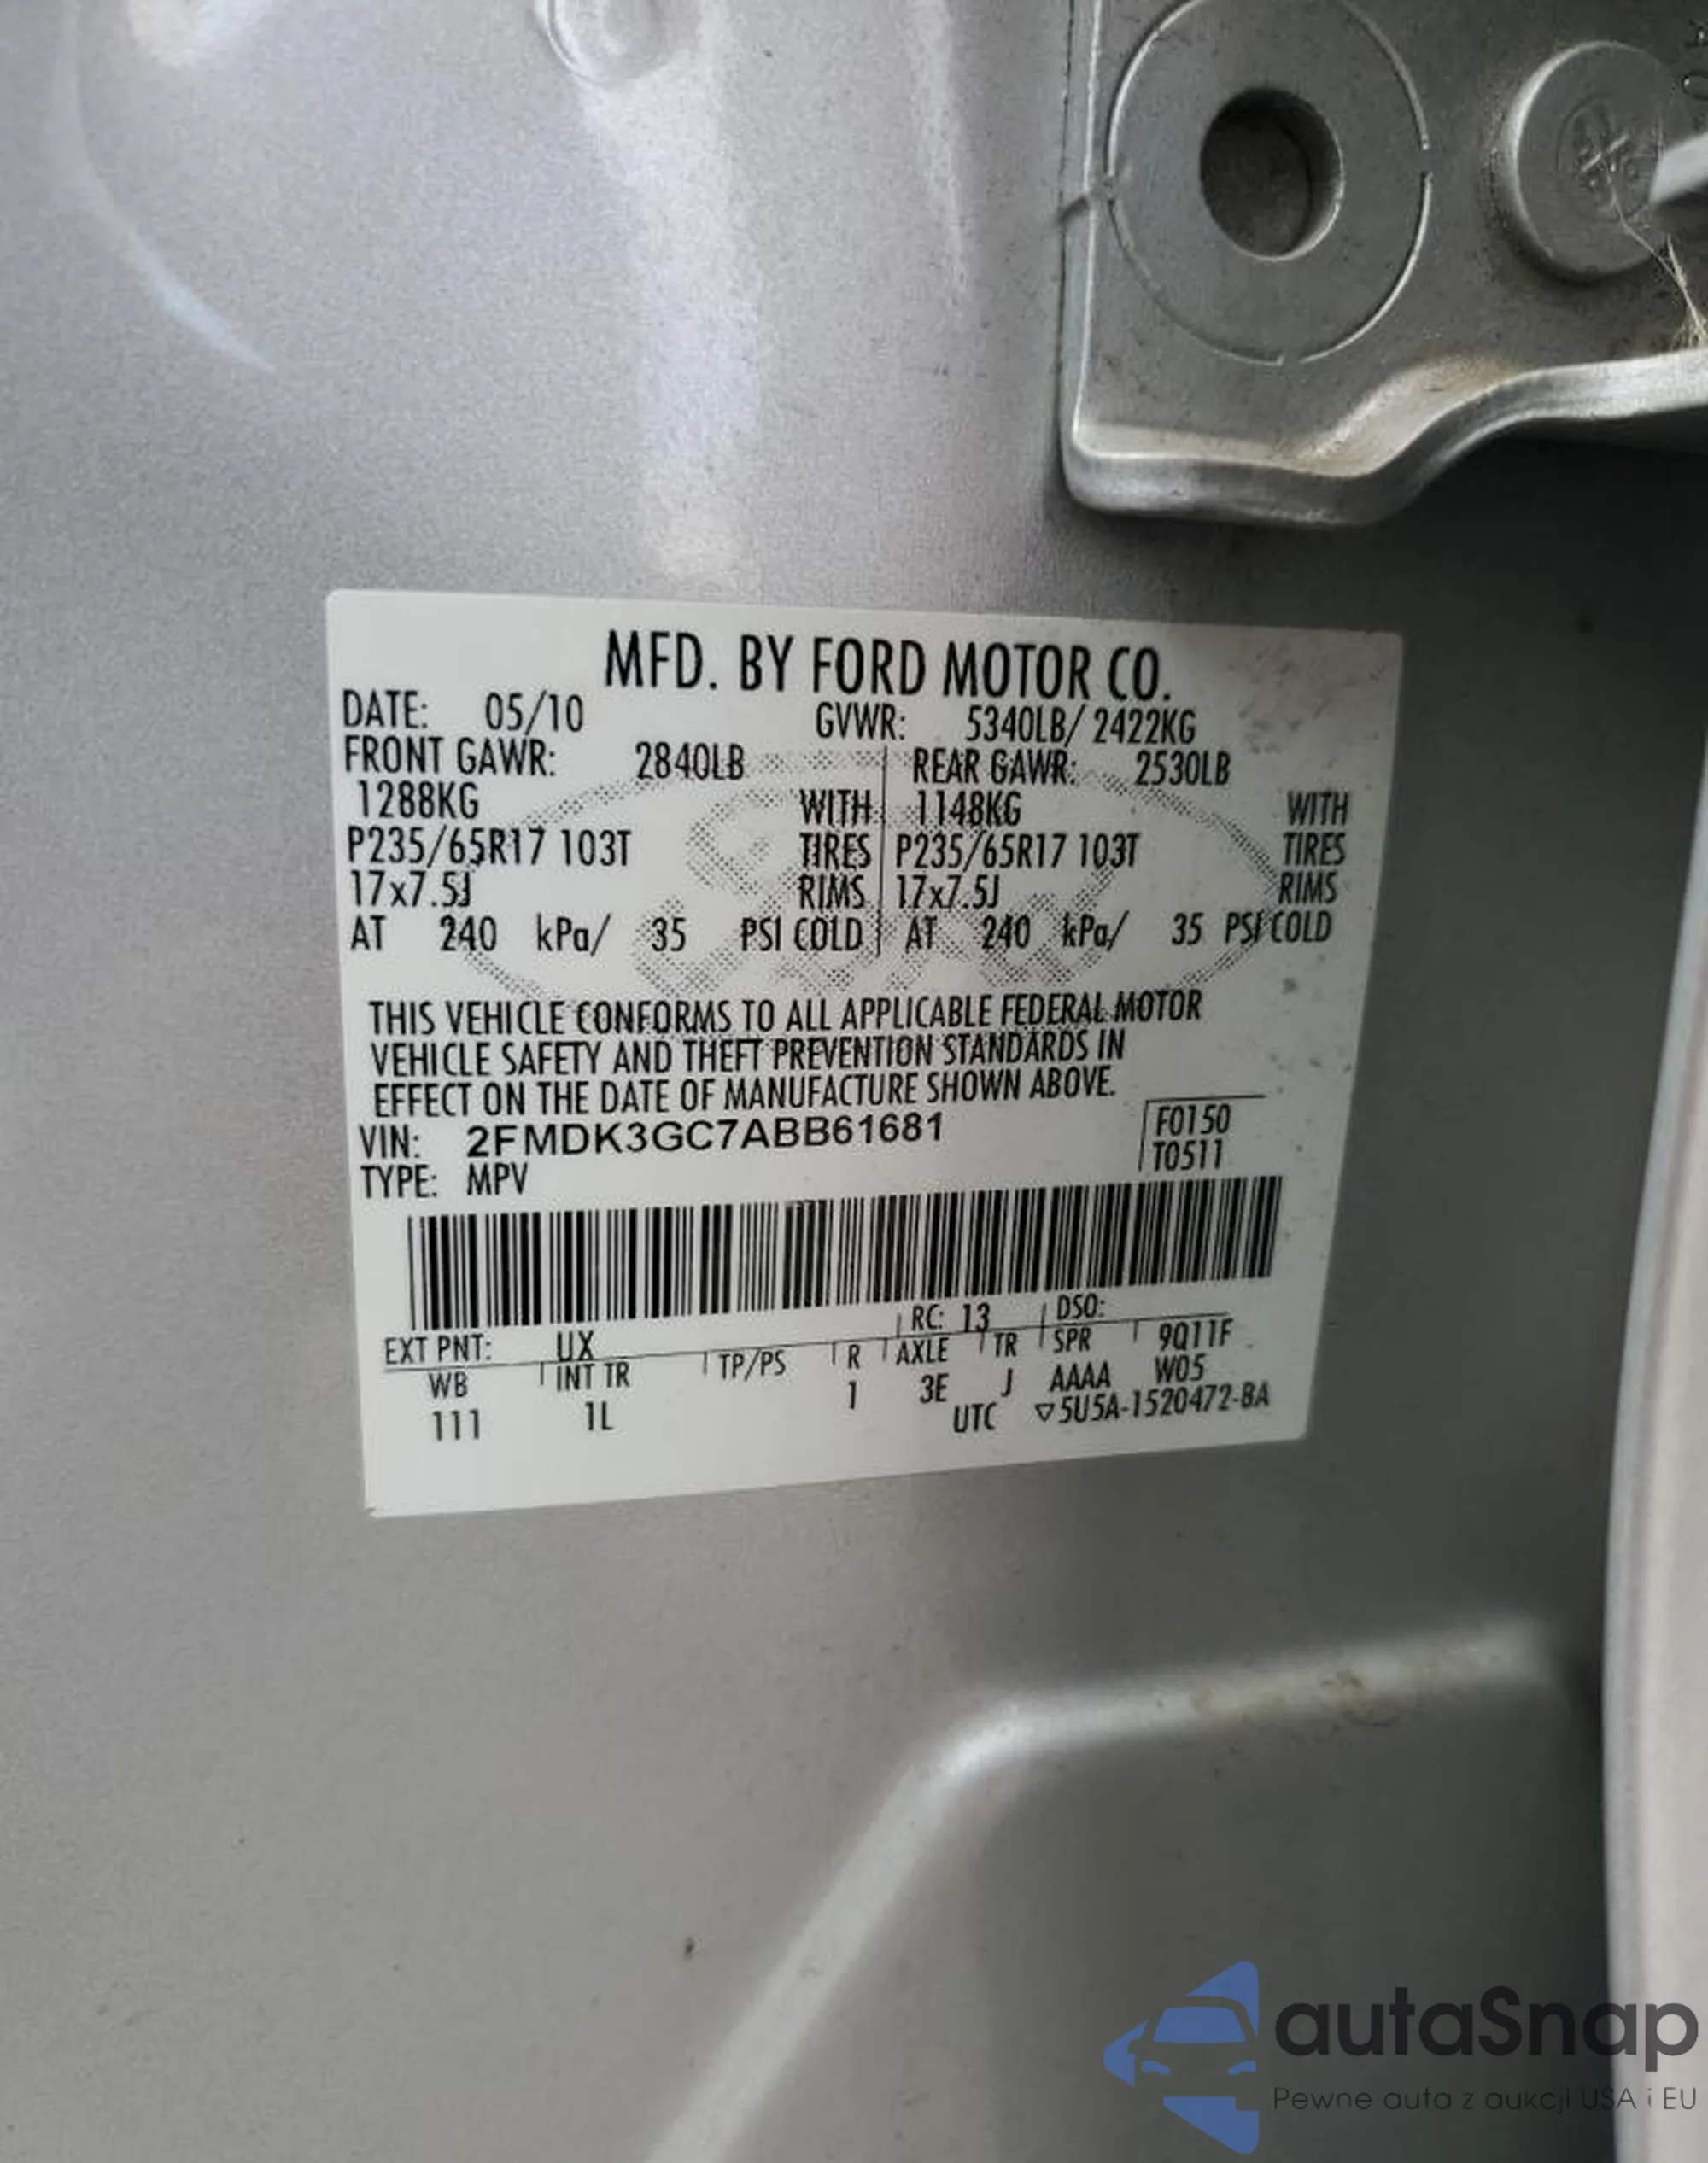 MFD. BY FORD MOTOR CO.
DATE: 05/10 GVWR: 5340LB/ 2422KG
FRONT GAWR: 2840LB REAR GAWR: 2530LB
1288KG WITH 1148KG WITH
P235/65R17 103T TIRES P235/65R17 103T TIRES
17x7.5J RIMS 17x7.5J RIMS
AT 240 kPa/ 35 PSI COLD AT 240 kPa/ 35 PSI COLD
THIS VEHICLE CONFORMS TO ALL APPLICABLE FEDERAL MOTOR
VEHICLE SAFETY AND THEFT PREVENTION STANDARDS IN
EFFECT ON THE DATE OF MANUFACTURE SHOWN ABOVE.
VIN: 2FMDK3GC7ABB61681 F0150
TYPE: MPV T0511
EXT PNT: UX RC: 13 DSO:
WB INT TR TP/PS R AXLE TR SPR 9Q11F
111 1L 1 3E J AAAA W05
UTC ▽5U5A-1520472-BA
autaSnap
Pewne auta z aukcji USA i EU